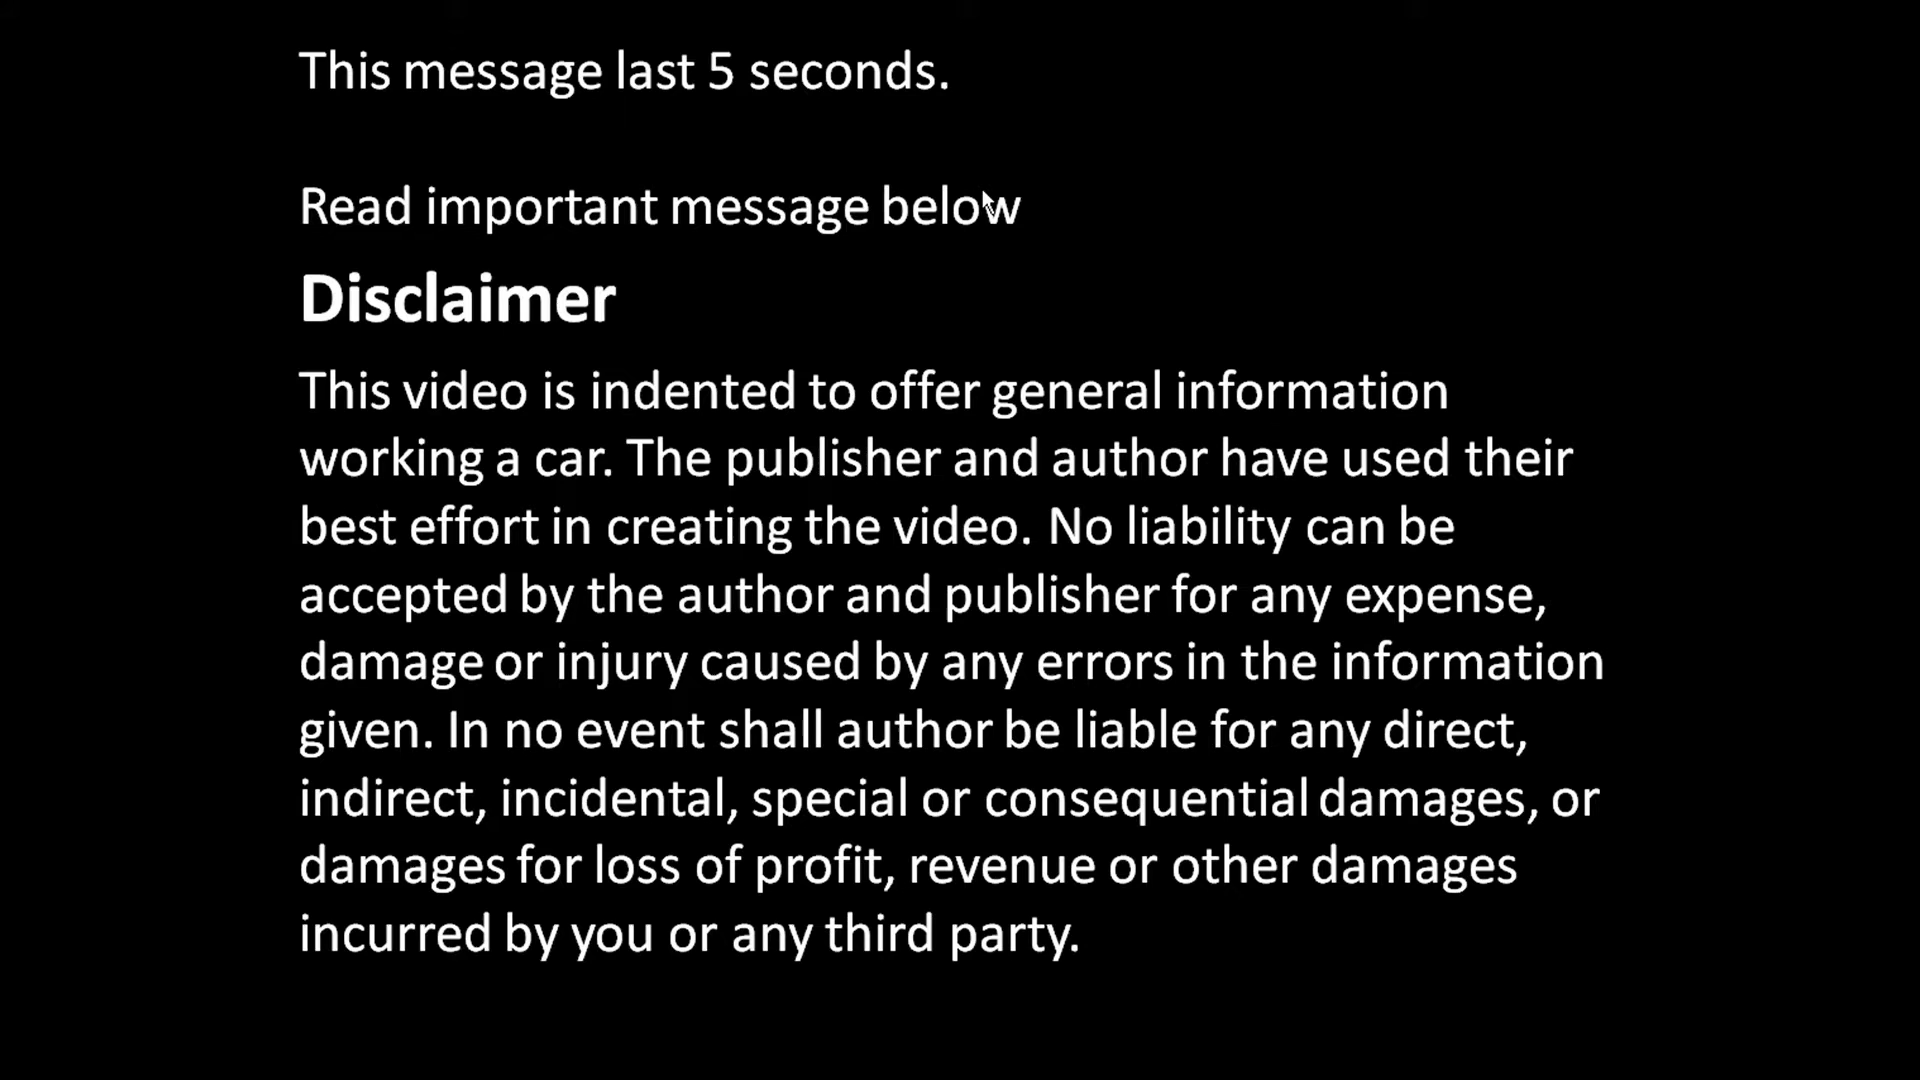 This message last 5 seconds.
Read important message below
Disclaimer
This video is indented to offer general information
working a car. The publisher and author have used their
best effort in creating the video. No liability can be
accepted by the author and publisher for any expense,
damage or injury caused by any errors in the information
given. In no event shall author be liable for any direct,
indirect, incidental, special or consequential damages, or
damages for loss of profit, revenue or other damages
incurred by you or any third party.